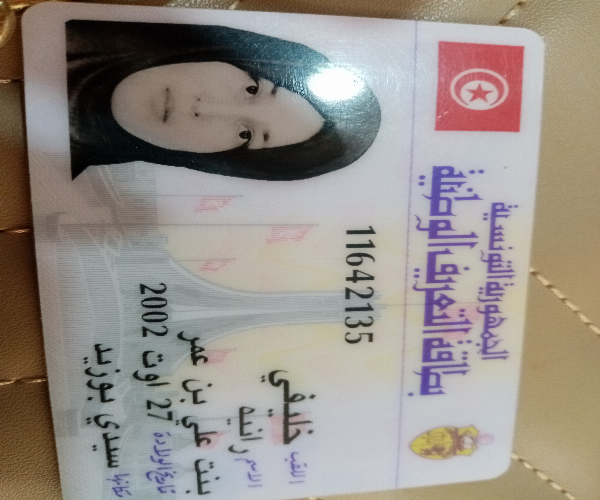 الجمهورية التونسية
بطاقة التعريف الوطنية
11642135
اللقب خليفي
الاسم رانيه
بنت علي بن عمر
تاريخ الولادة 27 اوت 2002
مكانها سيدي بوزيد